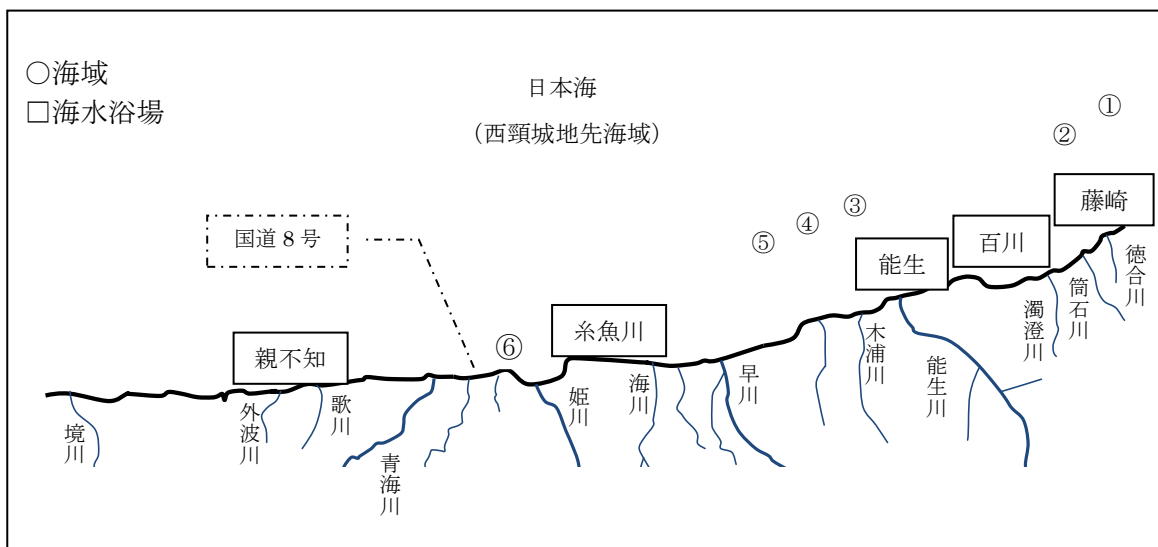 ○海域
□海水浴場
日本海
（西頸城地先海域）
①
②
藤崎
③
④
⑤
百川
能生
国道８号
糸魚川
⑥
親不知
徳合川
筒石川
濁澄川
能生川
木浦川
早川
海川
姫川
青海川
歌川
外波川
境川